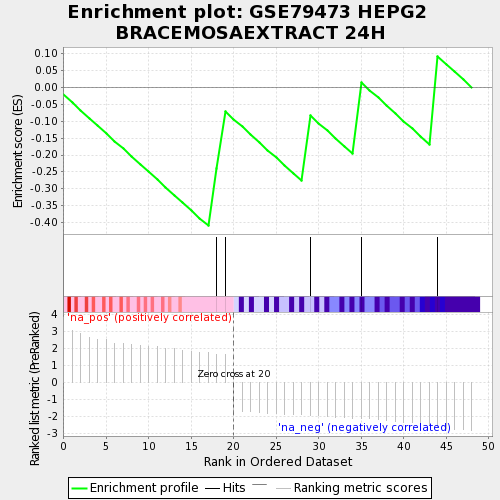 Enrichment plot: GSE79473 HEPG2
BRACEMOSAEXTRACT 24H
Enrichment score (ES)
0.10
0.05
0.00
-0.05
-0.10
-0.15
-0.20
-0.25
-0.30
-0.35
-0.40
Ranked list metric (PreRanked)
4
3
2
1
0
-1
-2
-3
'na_pos' (positively correlated)
Zero cross at 20
'na_neg' (negatively correlated)
0 5 10 15 20 25 30 35 40 45 50
Rank in Ordered Dataset
Enrichment profile Hits Ranking metric scores